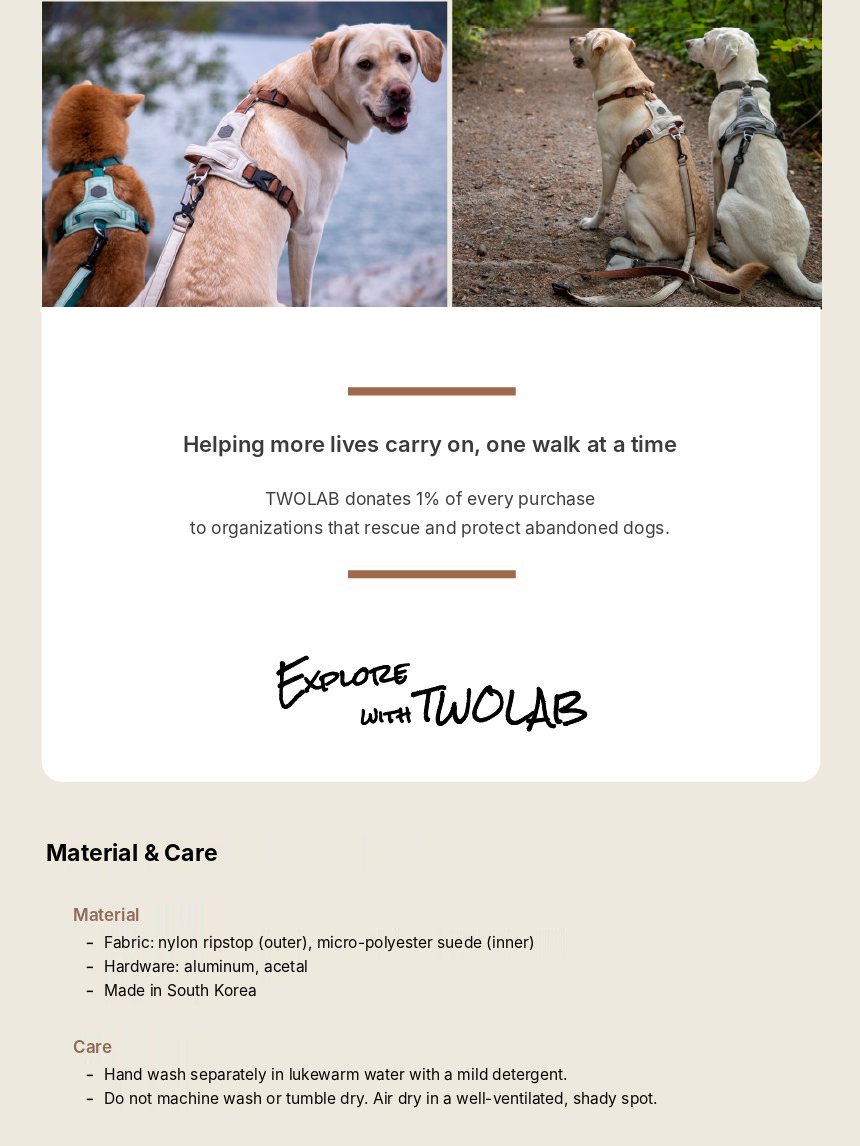 Helping more lives carry on, one walk at a time
TWOLAB donates 1% of every purchase
to organizations that rescue and protect abandoned dogs.
EXPLORE
WITH TWOLAB
Material & Care
Material
- Fabric: nylon ripstop (outer), micro-polyester suede (inner)
- Hardware: aluminum, acetal
- Made in South Korea
Care
- Hand wash separately in lukewarm water with a mild detergent.
- Do not machine wash or tumble dry. Air dry in a well-ventilated, shady spot.